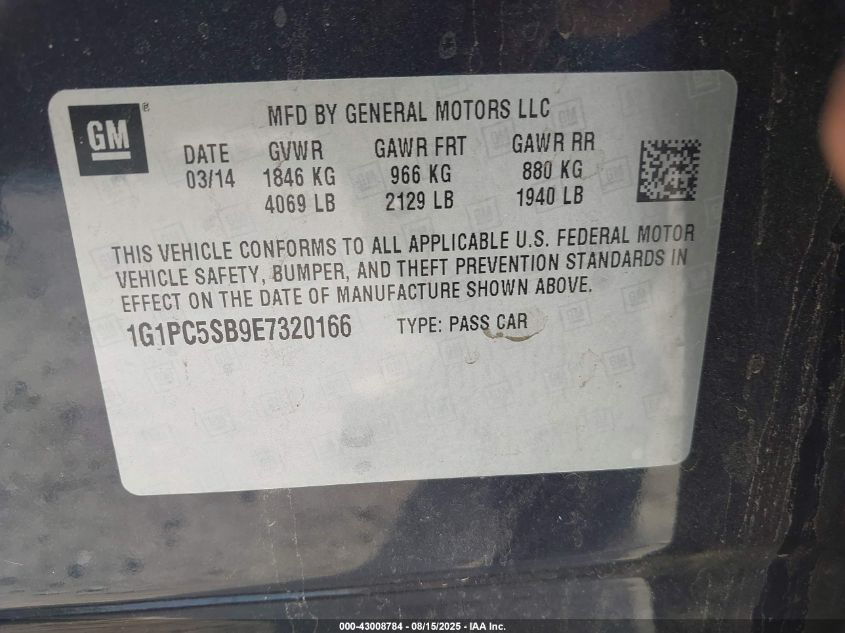 GM®
MFD BY GENERAL MOTORS LLC
DATE GVWR GAWR FRT GAWR RR
03/14 1846 KG 966 KG 880 KG
4069 LB 2129 LB 1940 LB
THIS VEHICLE CONFORMS TO ALL APPLICABLE U.S. FEDERAL MOTOR
VEHICLE SAFETY, BUMPER, AND THEFT PREVENTION STANDARDS IN
EFFECT ON THE DATE OF MANUFACTURE SHOWN ABOVE.
1G1PC5SB9E7320166 TYPE: PASS CAR
000-43008784 - 08/15/2025 - IAA Inc.